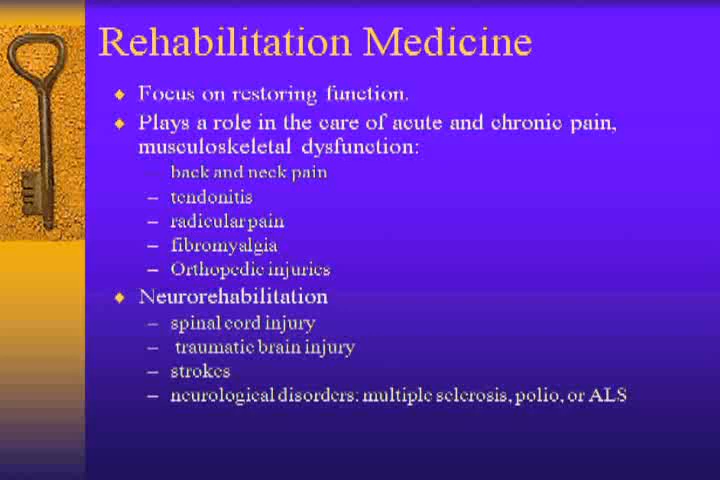 Rehabilitation Medicine
♦ Focus on restoring function.
♦ Plays a role in the care of acute and chronic pain,
musculoskeletal dysfunction:
– back and neck pain
– tendonitis
– radicular pain
– fibromyalgia
– Orthopedic injuries
♦ Neurorehabilitation
– spinal cord injury
– traumatic brain injury
– strokes
– neurological disorders: multiple sclerosis, polio, or ALS